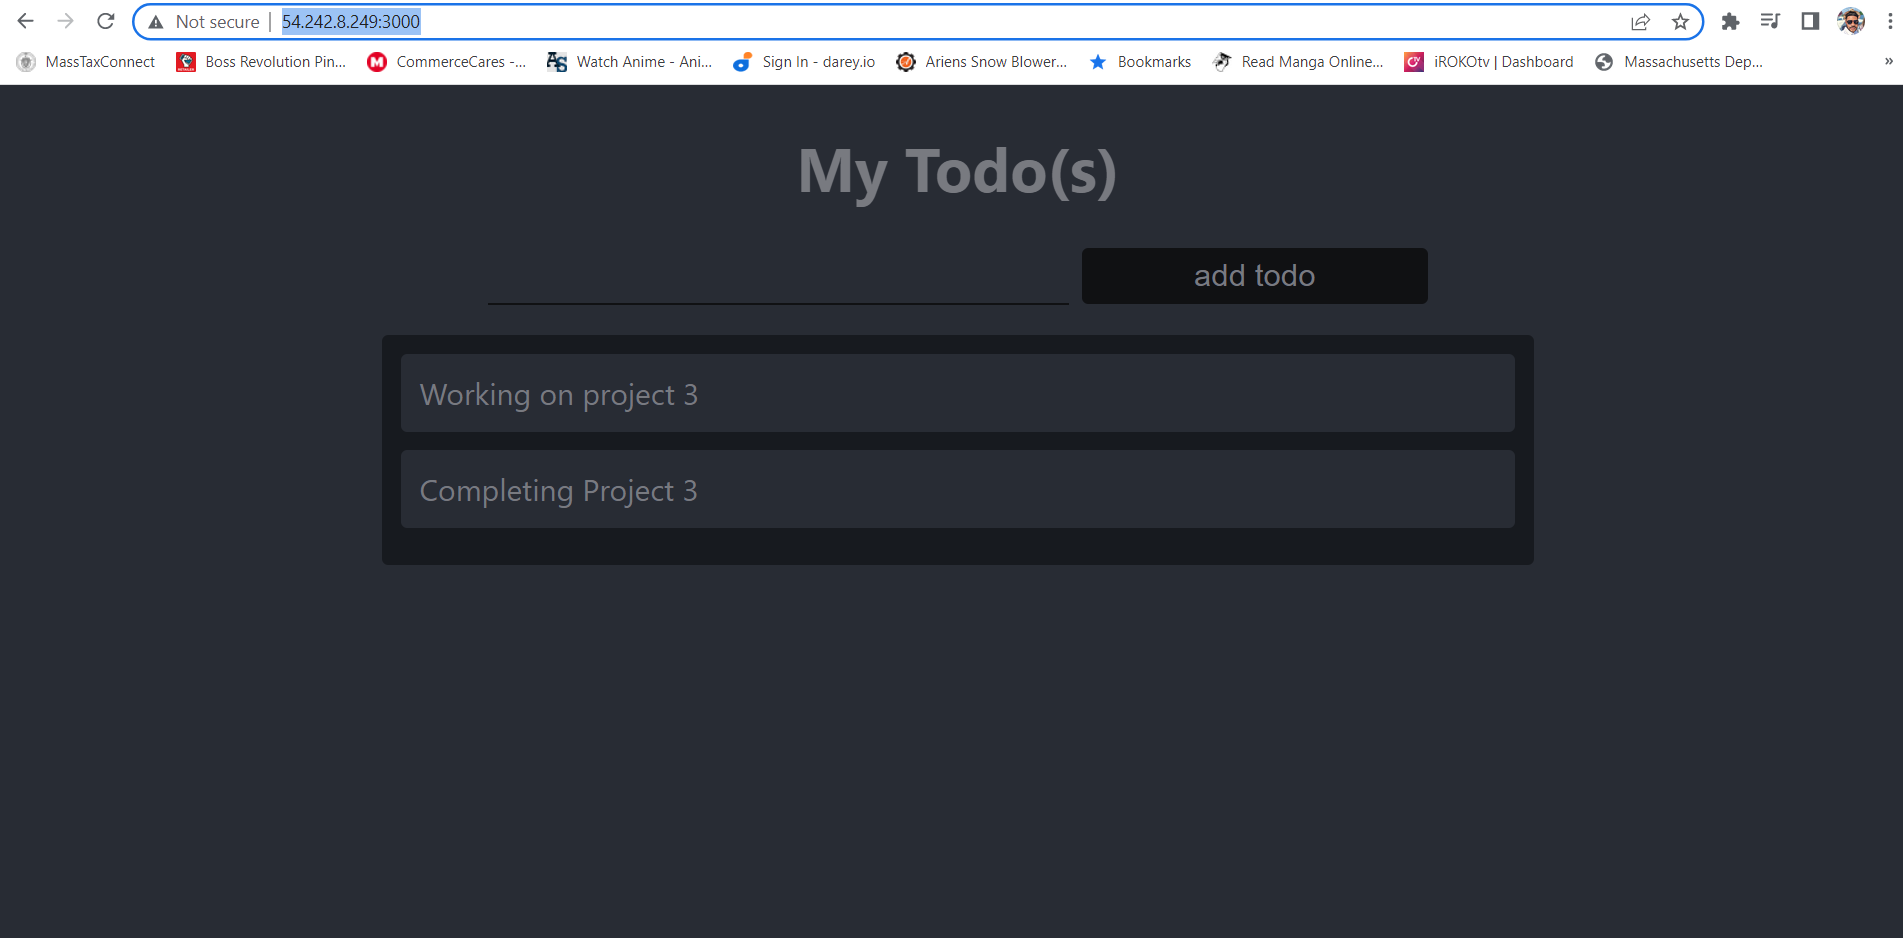 Not secure | 54.242.8.249:3000
MassTaxConnect Boss Revolution Pin... CommerceCares -... Watch Anime - Ani... Sign In - darey.io Ariens Snow Blower... Bookmarks Read Manga Online... iROKOtv | Dashboard Massachusetts Dep... »
My Todo(s)
add todo
Working on project 3
Completing Project 3